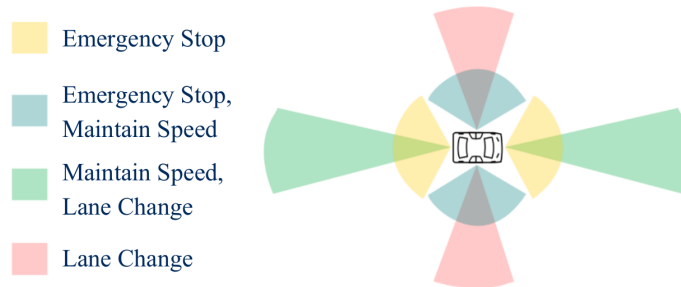 Emergency Stop
Emergency Stop,
Maintain Speed
Maintain Speed,
Lane Change
Lane Change